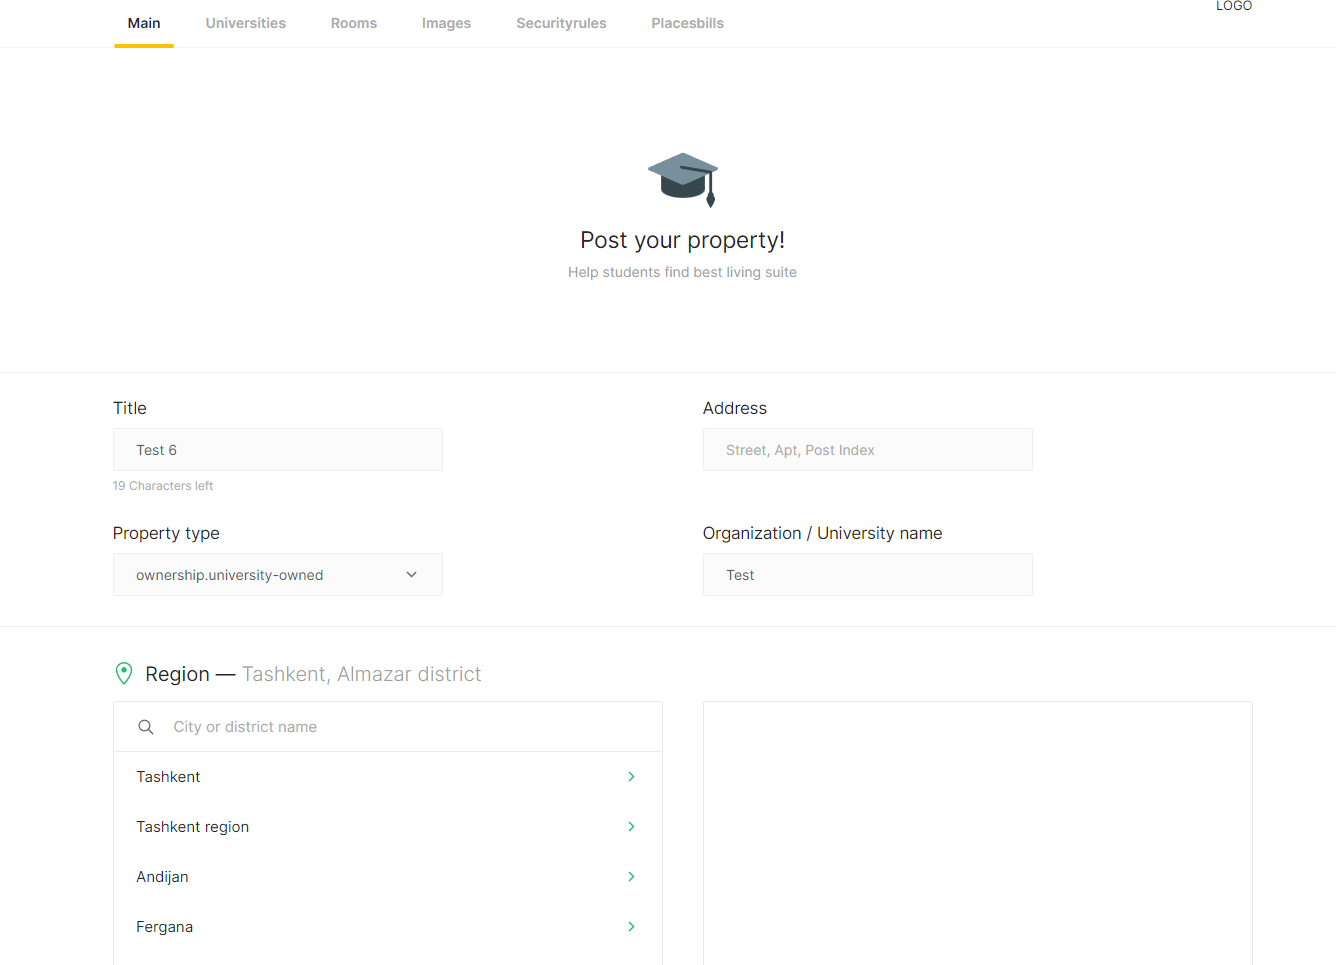 Main
Universities
Rooms
Images
Securityrules
Placesbills
LOGO
Post your property!
Help students find best living suite
Title
Test 6
19 Characters left
Address
Street, Apt, Post Index
Property type
ownership.university-owned
Organization / University name
Test
Region — Tashkent, Almazar district
City or district name
Tashkent
Tashkent region
Andijan
Fergana